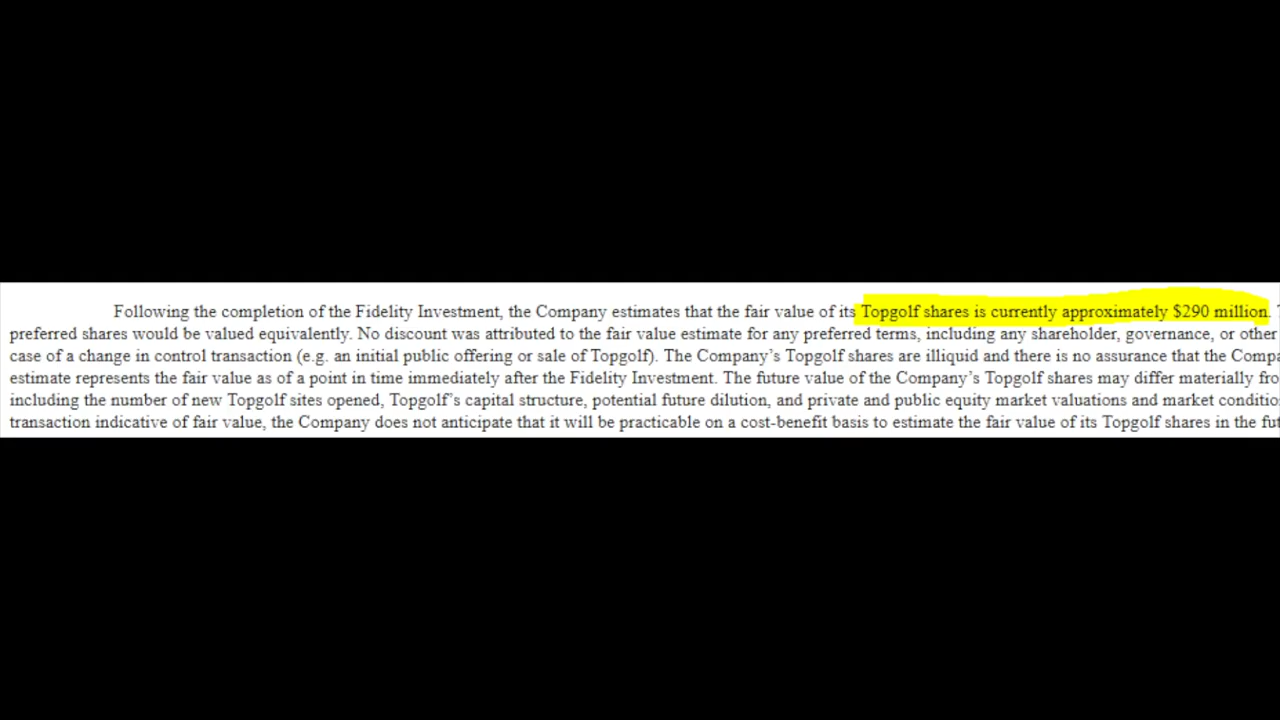 Following the completion of the Fidelity Investment, the Company estimates that the fair value of its Topgolf shares is currently approximately $290 million.
preferred shares would be valued equivalently. No discount was attributed to the fair value estimate for any preferred terms, including any shareholder, governance, or other
case of a change in control transaction (e.g. an initial public offering or sale of Topgolf). The Company’s Topgolf shares are illiquid and there is no assurance that the Compa
estimate represents the fair value as of a point in time immediately after the Fidelity Investment. The future value of the Company’s Topgolf shares may differ materially fro
including the number of new Topgolf sites opened, Topgolf’s capital structure, potential future dilution, and private and public equity market valuations and market conditio
transaction indicative of fair value, the Company does not anticipate that it will be practicable on a cost-benefit basis to estimate the fair value of its Topgolf shares in the fut